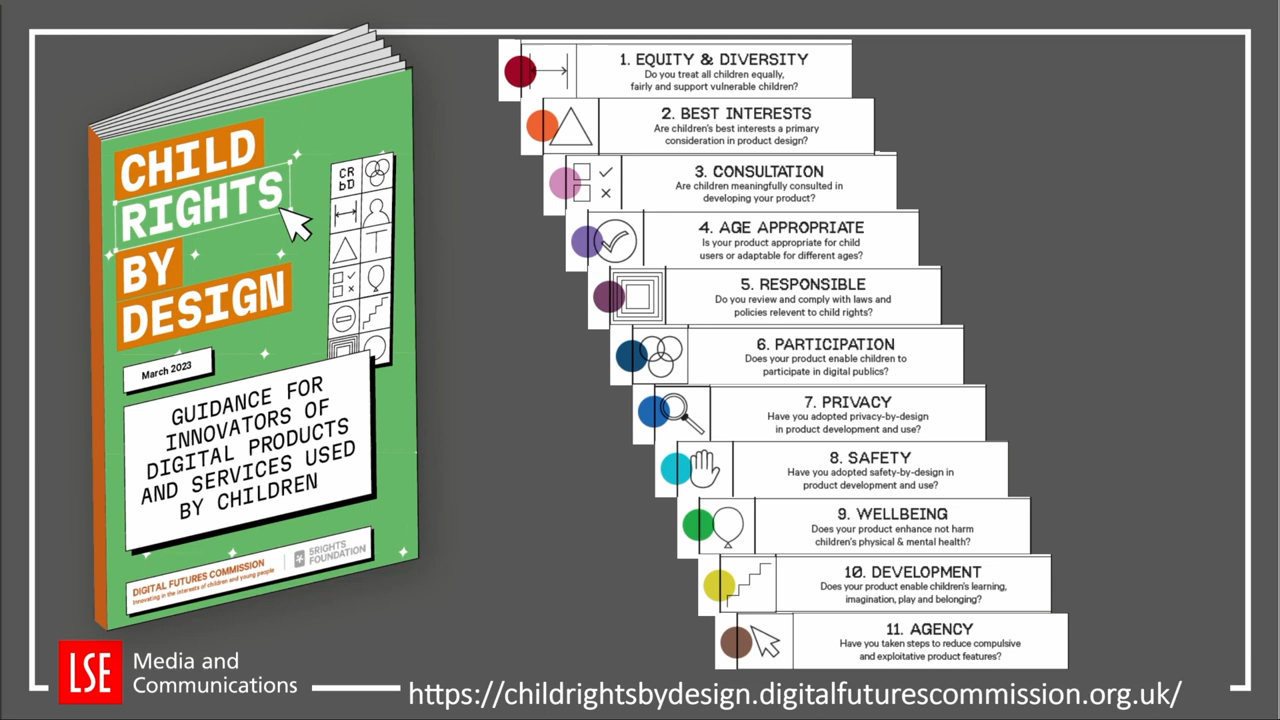 CHILD
RIGHTS
BY
DESIGN
CR
bD
March 2023
GUIDANCE FOR
INNOVATORS OF
DIGITAL PRODUCTS
AND SERVICES USED
BY CHILDREN
DIGITAL FUTURES COMMISSION
Innovating in the interests of children and young people
5RIGHTS
FOUNDATION
1. EQUITY & DIVERSITY
Do you treat all children equally,
fairly and support vulnerable children?
2. BEST INTERESTS
Are children's best interests a primary
consideration in product design?
3. CONSULTATION
Are children meaningfully consulted in
developing your product?
4. AGE APPROPRIATE
Is your product appropriate for child
users or adaptable for different ages?
5. RESPONSIBLE
Do you review and comply with laws and
policies relevent to child rights?
6. PARTICIPATION
Does your product enable children to
participate in digital publics?
7. PRIVACY
Have you adopted privacy-by-design
in product development and use?
8. SAFETY
Have you adopted safety-by-design in
product development and use?
9. WELLBEING
Does your product enhance not harm
children's physical & mental health?
10. DEVELOPMENT
Does your product enable children's learning,
imagination, play and belonging?
11. AGENCY
Have you taken steps to reduce compulsive
and exploitative product features?
LSE
Media and
Communications
https://childrightsbydesign.digitalfuturescommission.org.uk/